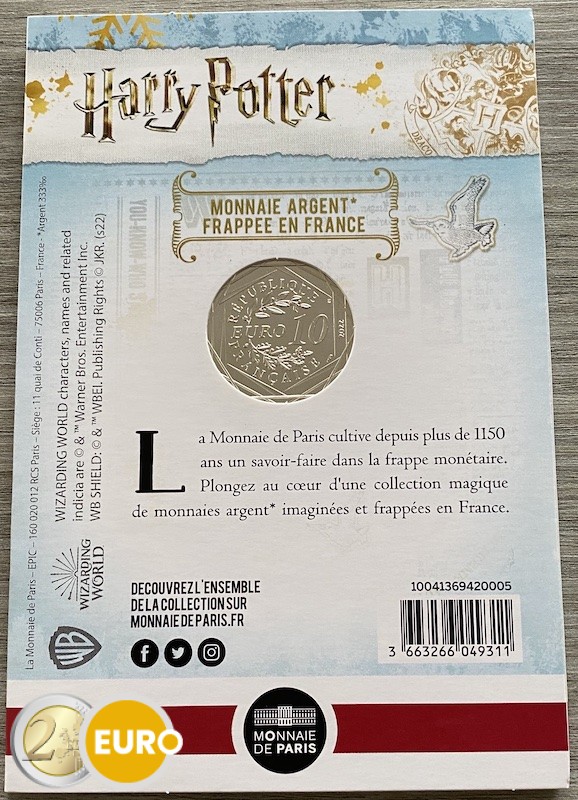 Harry Potter
MONNAIE ARGENT*
FRAPPÉE EN FRANCE
RÉPUBLIQUE
EURO 10
2022
FRANÇAISE
La Monnaie de Paris cultive depuis plus de 1150
ans un savoir-faire dans la frappe monétaire.
Plongez au cœur d'une collection magique
de monnaies argent* imaginées et frappées en France.
La Monnaie de Paris – EPIC – 160 020 012 RCS Paris – Siège : 11 quai de Conti – 75006 Paris – France - *Argent 333‰
WIZARDING WORLD characters, names and related
indicia are © & ™ Warner Bros. Entertainment Inc.
WB SHIELD: © & ™ WBEI. Publishing Rights © JKR. (s22)
WIZARDING
WORLD
WB
DECOUVREZ L'ENSEMBLE
DE LA COLLECTION SUR
MONNAIEDEPARIS.FR
10041369420005
3 663266 049311
MONNAIE
DE PARIS
2 EURO